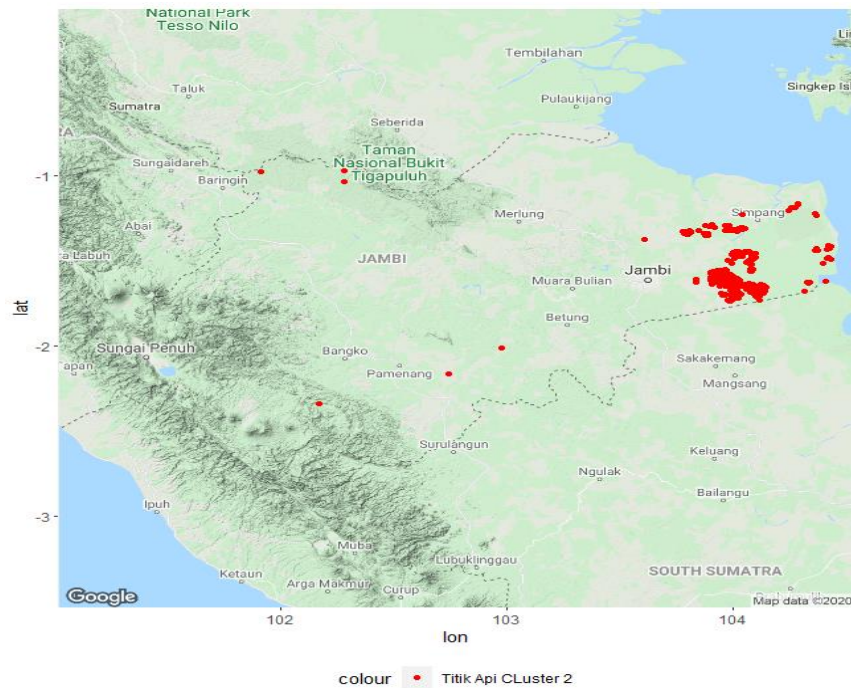 National Park
Tesso Nilo
Tembilahan
Taluk
Sumatra
Pulaukijang
Singkep Isl
Seberida
Taman
Nasional Bukit
Tigapuluh
Sungaidareh
Baringin
-1
Simpang
Merlung
Abai
JAMBI
Labuh
Jambi
Muara Bulian
lat
Betung
-2
Sungai Penuh
Bangko
Sakakemang
Pamenang
Mangsang
Surulangun
Keluang
Ngulak
Bailangu
-3
Ipuh
Muba
Lubuklinggau
SOUTH SUMATRA
Ketaun
Arga Makmur
Curup
Google
Map data ©2020
102
103
104
lon
colour
Titik Api CLuster 2